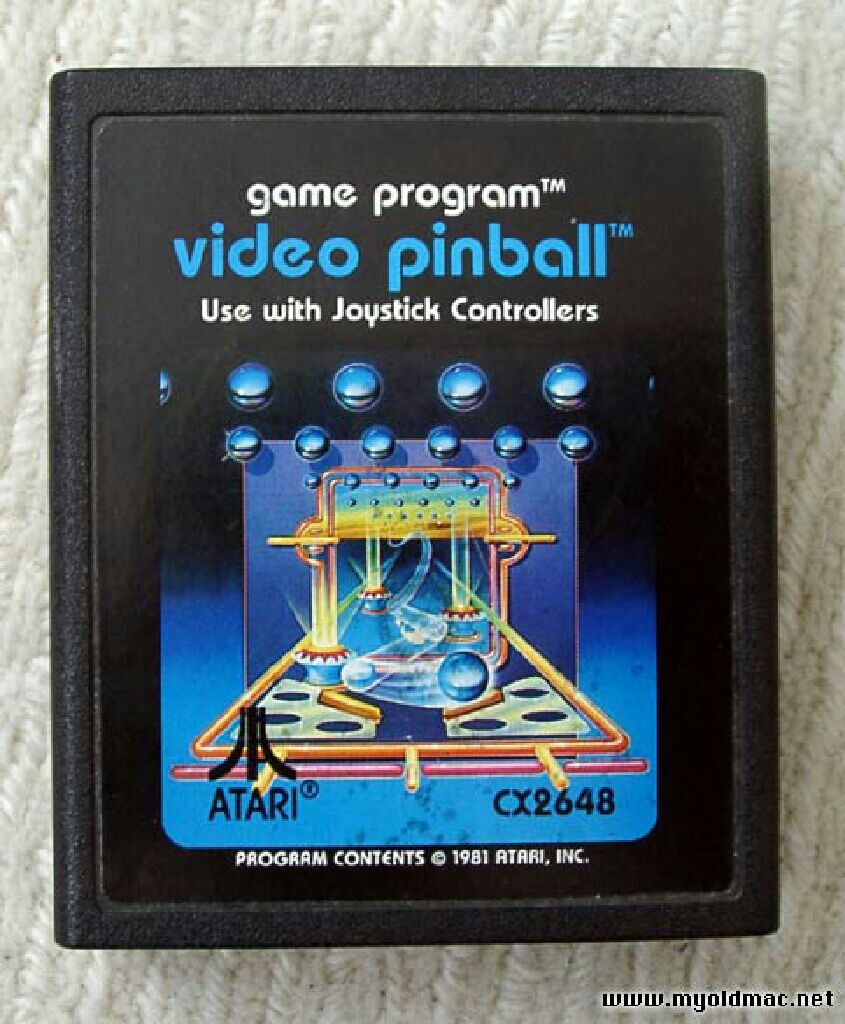 game program™
video pinball™
Use with Joystick Controllers
ATARI®
CX2648
PROGRAM CONTENTS © 1981 ATARI, INC.
www.myoldmac.net